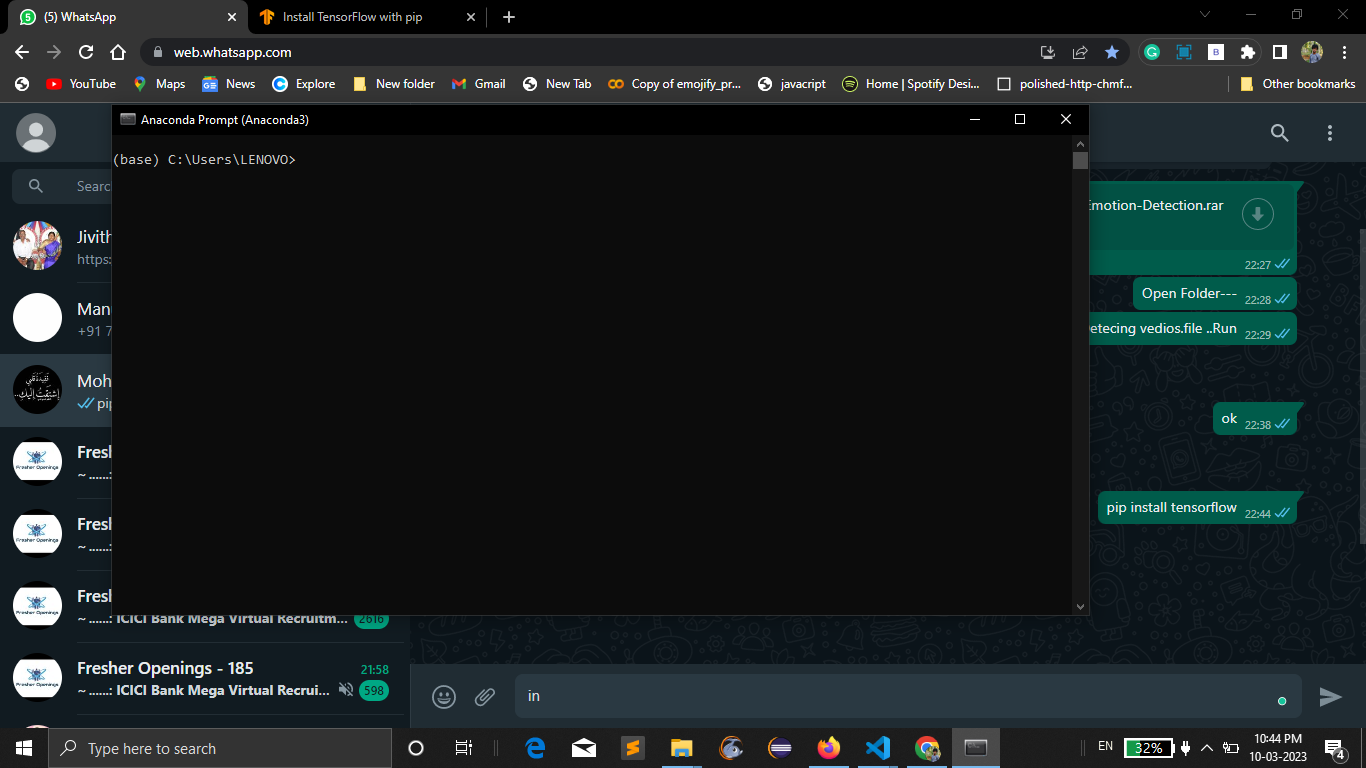 (5) WhatsApp
Install TensorFlow with pip
web.whatsapp.com
YouTube
Maps
News
Explore
New folder
Gmail
New Tab
Copy of emojify_pr...
javacript
Home | Spotify Desi...
polished-http-chmf...
Other bookmarks
Anaconda Prompt (Anaconda3)
(base) C:\Users\LENOVO>
Searc
Jivith
https:
Manu
+91 7
Moh
pip
Fresh
~ ......:
Fresh
~ ......:
Fresh
~ ......: ICICI Bank Mega Virtual Recruitm... 2616
Fresher Openings - 185 21:58
~ ......: ICICI Bank Mega Virtual Recrui... 598
Emotion-Detection.rar
22:27
Open Folder--- 22:28
etecing vedios.file ..Run 22:29
ok 22:38
pip install tensorflow 22:44
in
Type here to search
EN
32%
10:44 PM
10-03-2023
4